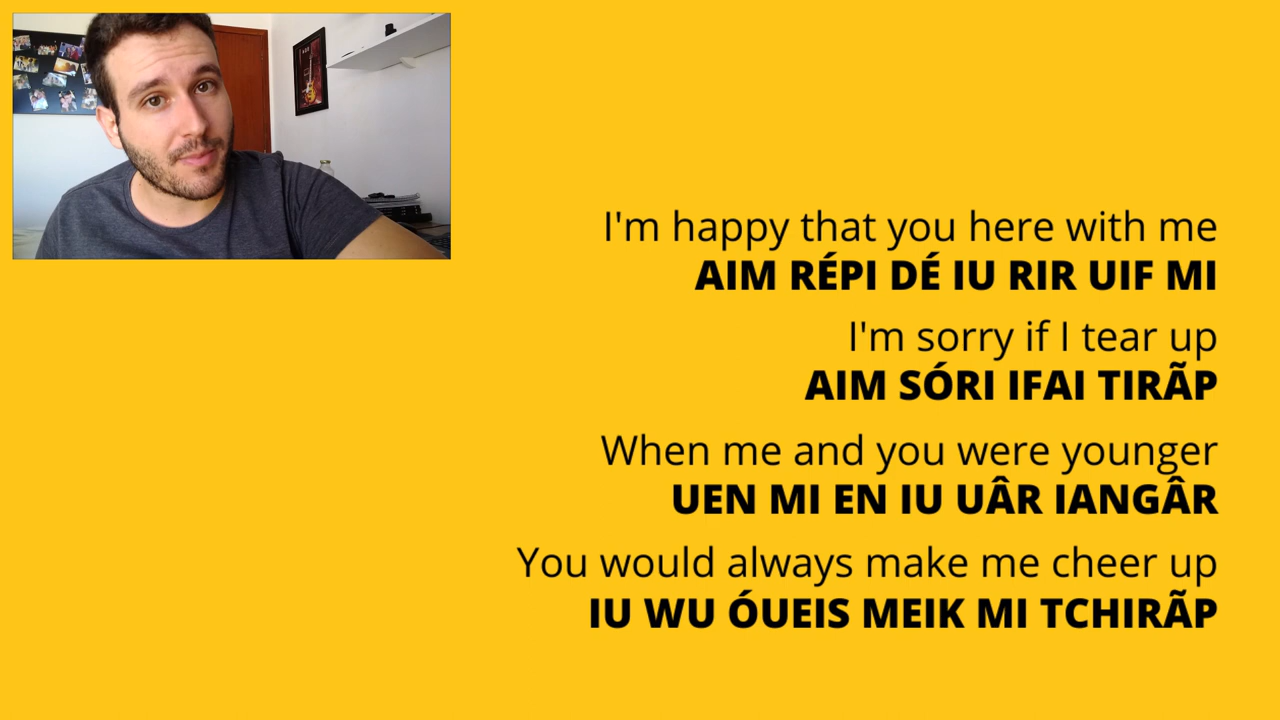 I'm happy that you here with me
AIM RÉPI DÉ IU RIR UIF MI
I'm sorry if I tear up
AIM SÓRI IFAI TIRÃP
When me and you were younger
UEN MI EN IU UÂR IANGÂR
You would always make me cheer up
IU WU ÓUEIS MEIK MI TCHIRÃP